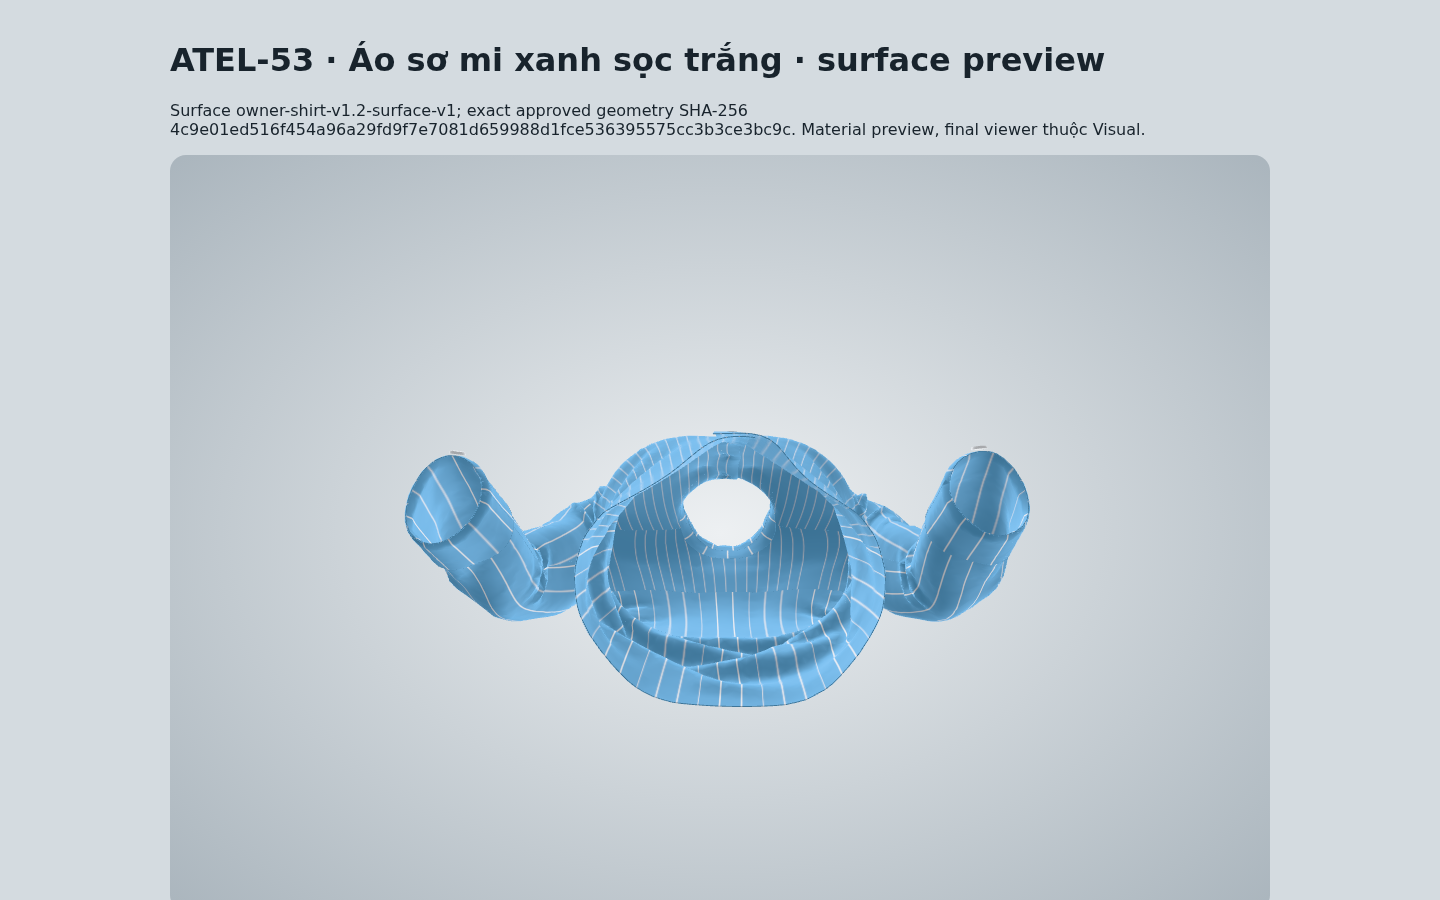 ATEL-53 · Áo sơ mi xanh sọc trắng · surface preview
Surface owner-shirt-v1.2-surface-v1; exact approved geometry SHA-256
4c9e01ed516f454a96a29fd9f7e7081d659988d1fce536395575cc3b3ce3bc9c. Material preview, final viewer thuộc Visual.